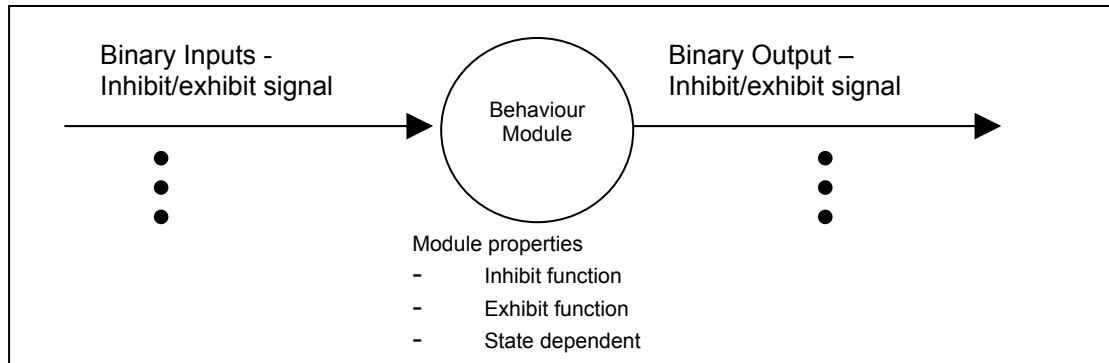 Binary Inputs -
Inhibit/exhibit signal
Behaviour
Module
Binary Output –
Inhibit/exhibit signal
Module properties
- Inhibit function
- Exhibit function
- State dependent